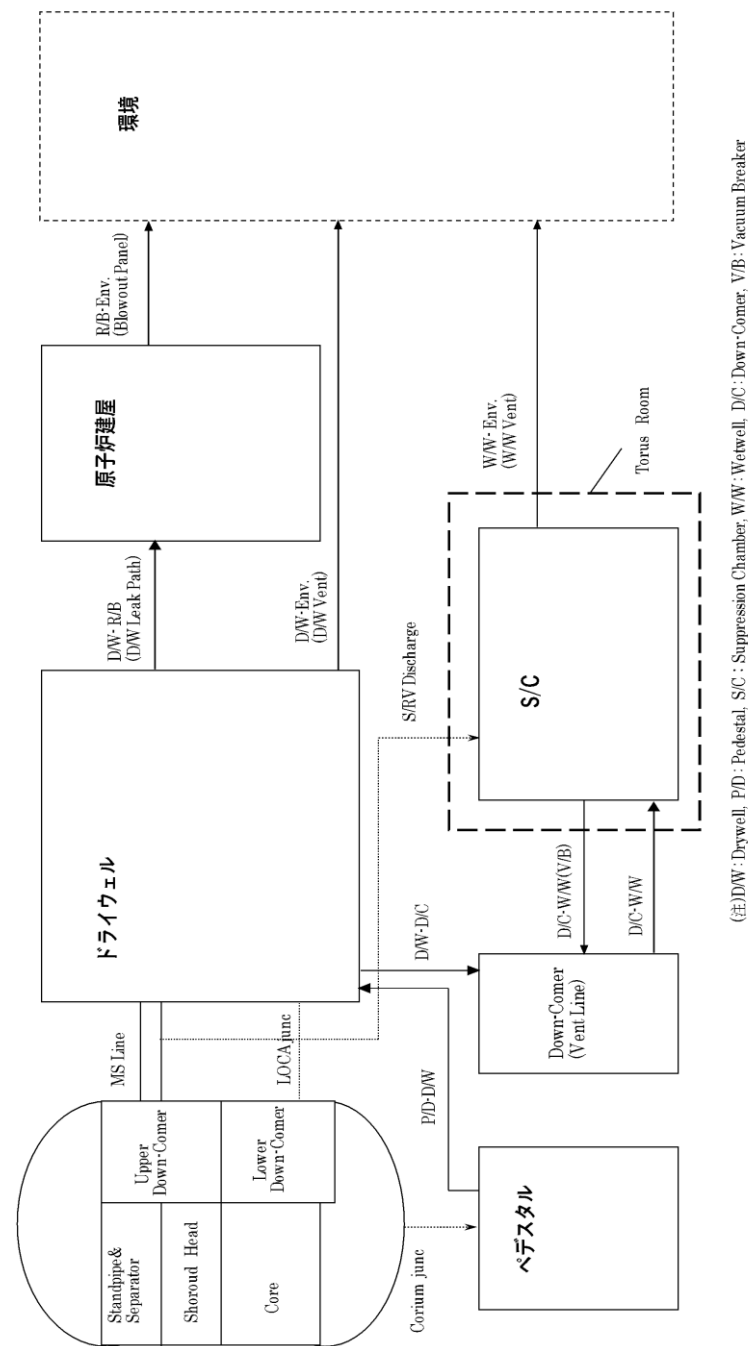 Standpipe&
Separator
Shoroud Head
Core
Upper
Down-Comer
Lower
Down-Comer
MS Line
LOCA junc
Corium junc
ペデスタル
P/D-D/W
ドライウェル
D/W-D/C
Down-Comer
(Vent Line)
D/C-W/W(V/B)
D/C-W/W
S/RV Discharge
S/C
Torus Room
D/W-R/B
(D/W Leak Path)
D/W-Env.
(D/W Vent)
W/W-Env.
(W/W Vent)
原子炉建屋
R/B-Env.
(Blowout Panel)
環境
(注)D/W : Drywell, P/D : Pedestal, S/C : Suppression Chamber, W/W : Wetwell, D/C : Down-Comer, V/B : Vacuum Breaker